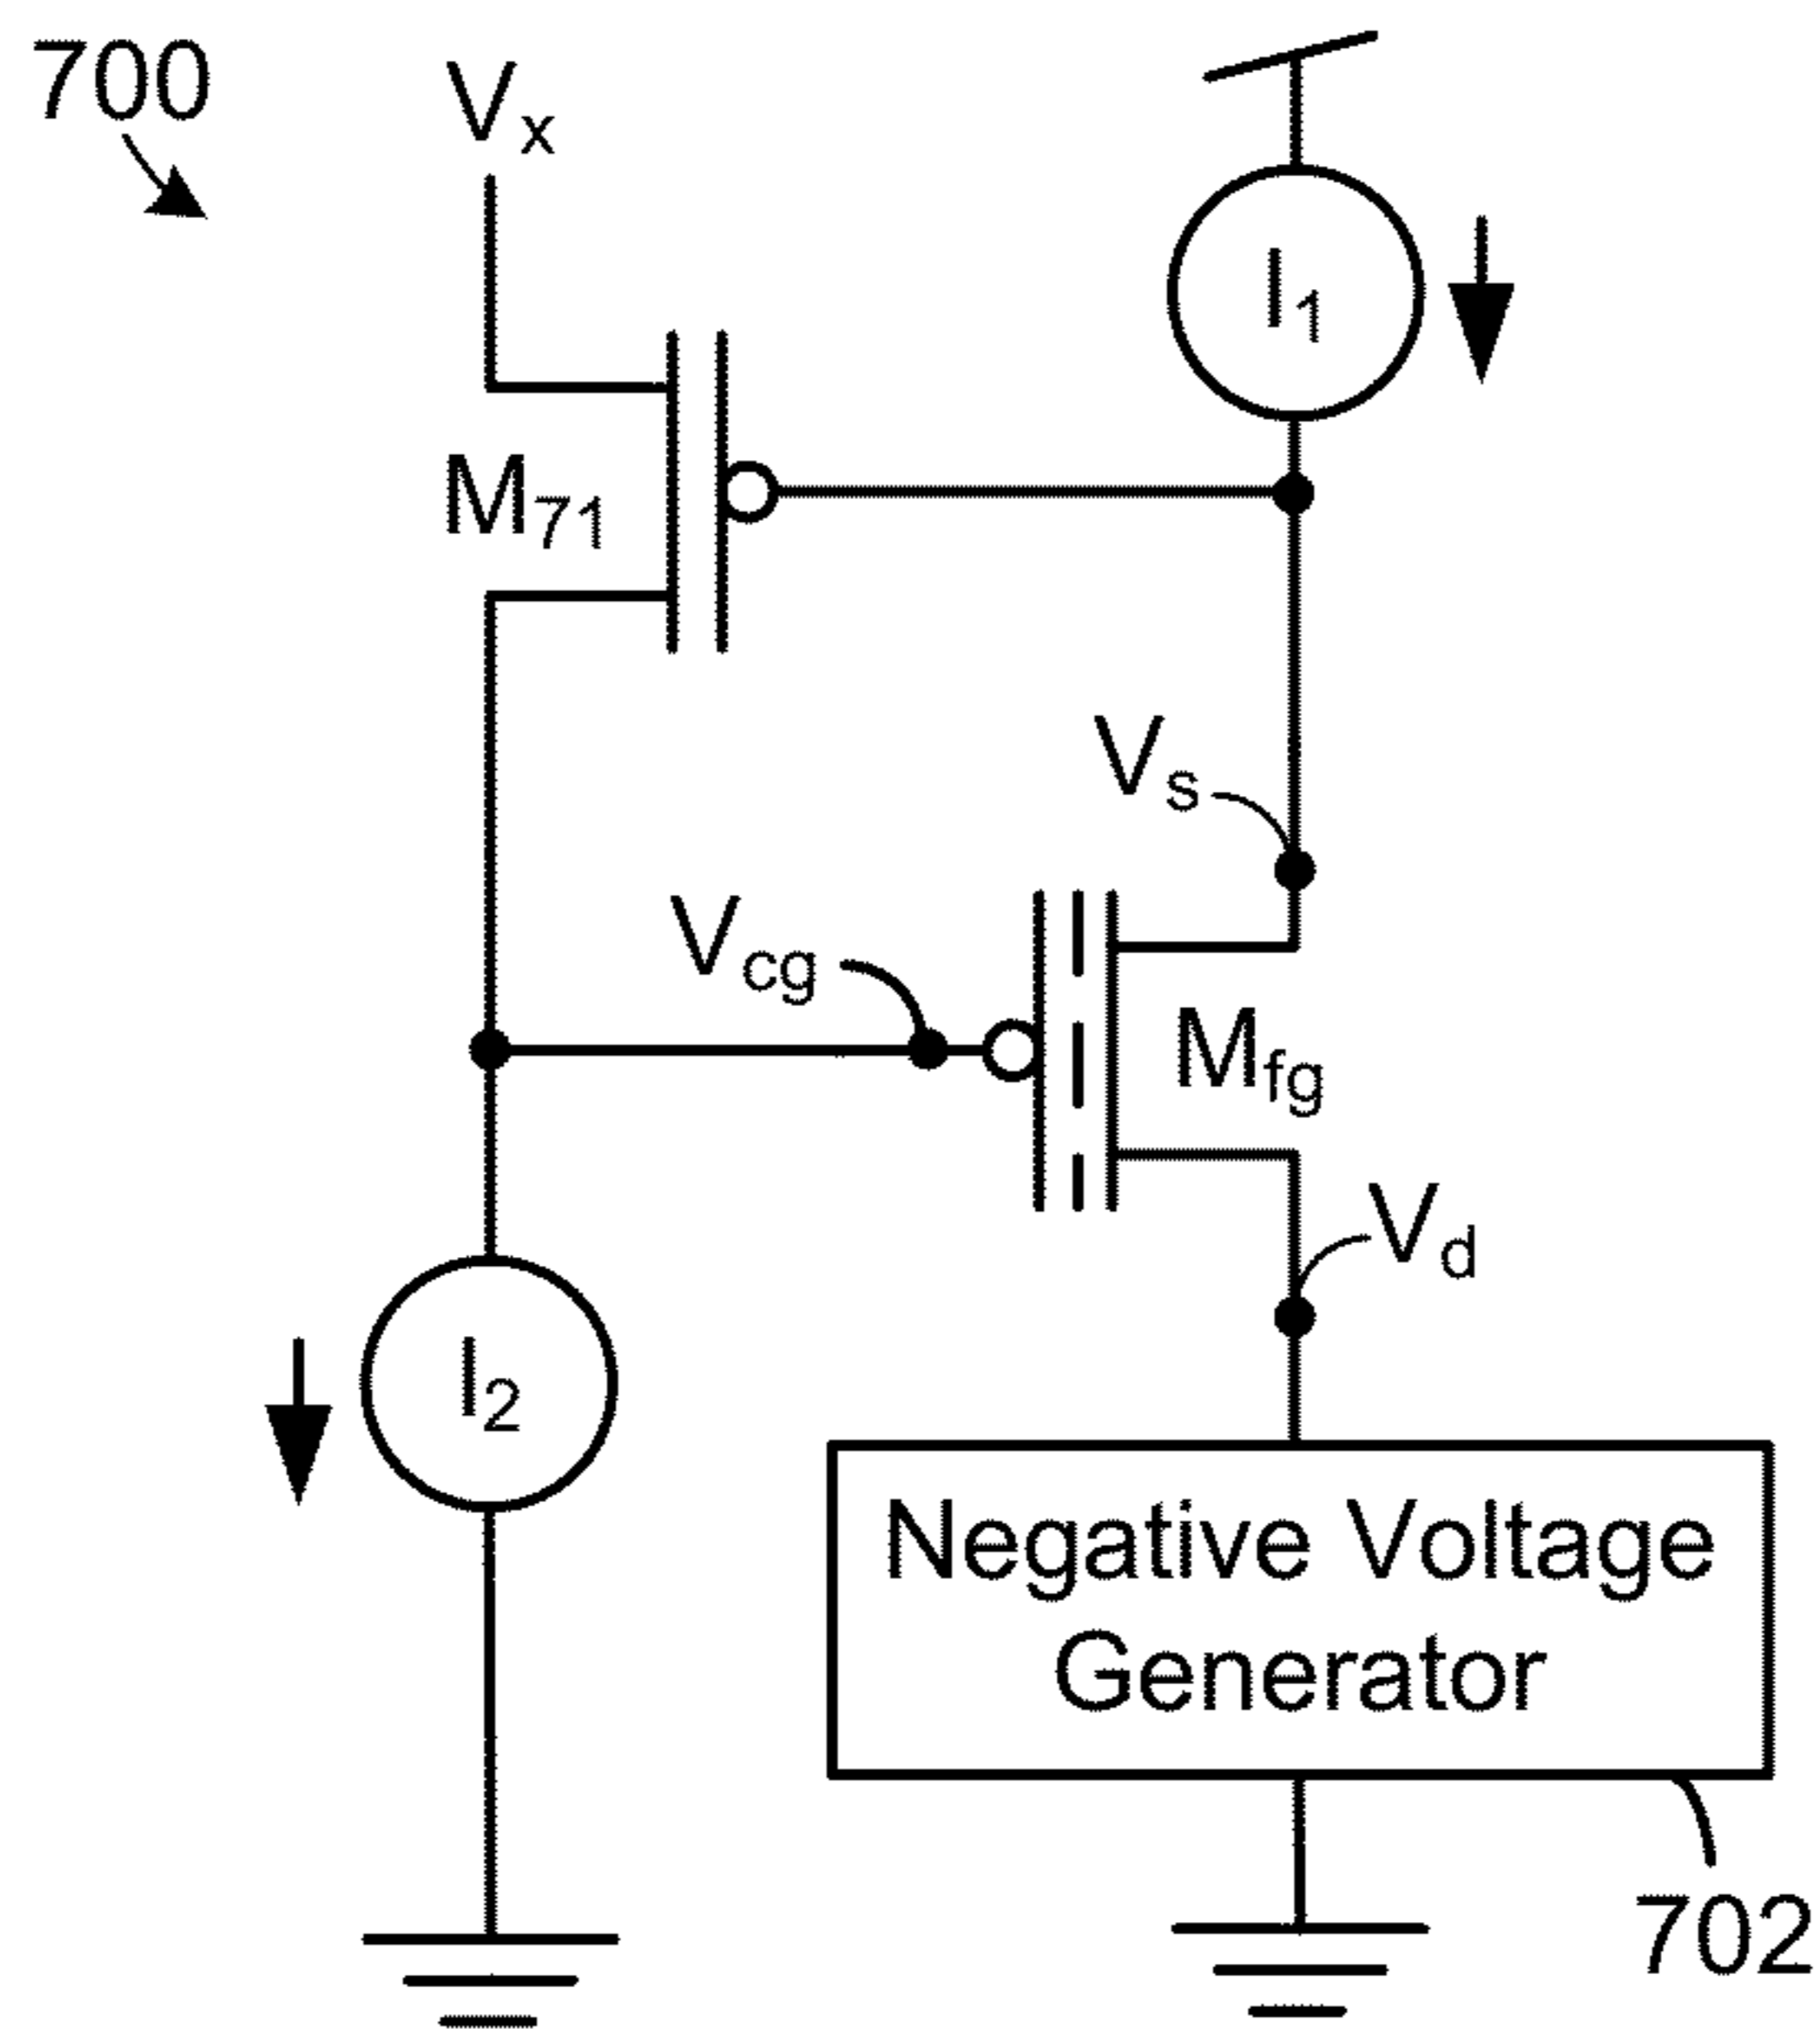 700
Vx
I1
M71
Vs
Vcg
Mfg
Vd
I2
Negative Voltage
Generator
702